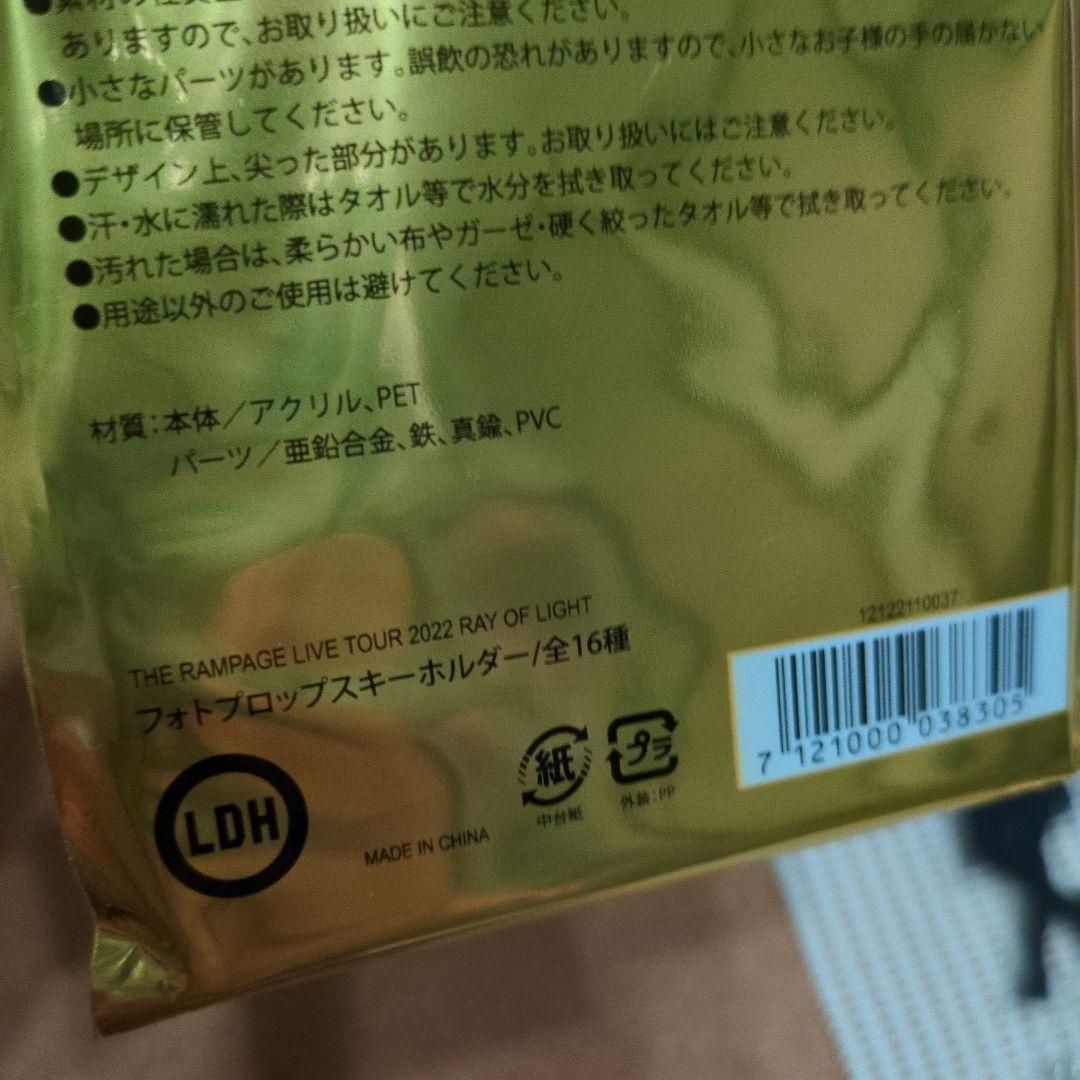 ありますので、お取り扱いにご注意ください。
●小さなパーツがあります。誤飲の恐れがありますので、小さなお子様の手の届かない
場所に保管してください。
●デザイン上、尖った部分があります。お取り扱いにはご注意ください。
●汗・水に濡れた際はタオル等で水分を拭き取ってください。
●汚れた場合は、柔らかい布やガーゼ・硬く絞ったタオル等で拭き取ってください。
●用途以外のご使用は避けてください。
材質：本体／アクリル、PET
パーツ／亜鉛合金、鉄、真鍮、PVC
THE RAMPAGE LIVE TOUR 2022 RAY OF LIGHT
フォトプロップスキーホルダー/全16種
12122110037
7 121000 038305
LDH
MADE IN CHINA
紙
中台紙
プラ
外装：PP